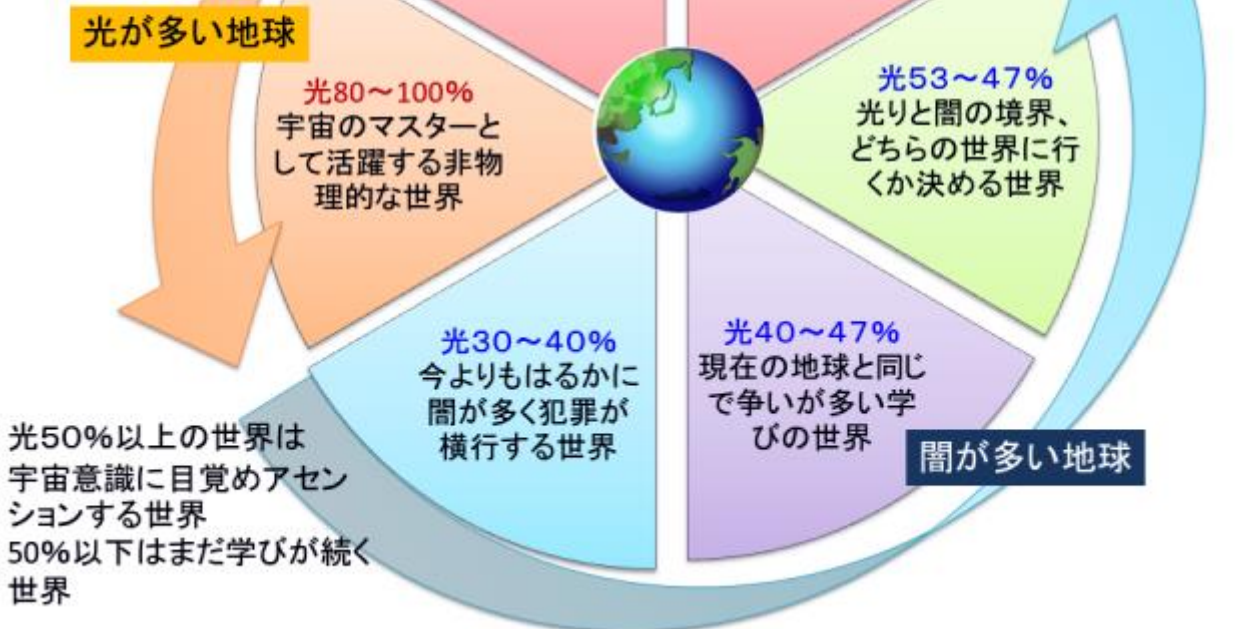 光が多い地球
光80～100%
宇宙のマスターと
して活躍する非物
理的な世界
光53～47%
光りと闇の境界、
どちらの世界に行
くか決める世界
光30～40%
今よりもはるかに
闇が多く犯罪が
横行する世界
光40～47%
現在の地球と同じ
で争いが多い学
びの世界
闇が多い地球
光50%以上の世界は
宇宙意識に目覚めアセン
ションする世界
50%以下はまだ学びが続く
世界